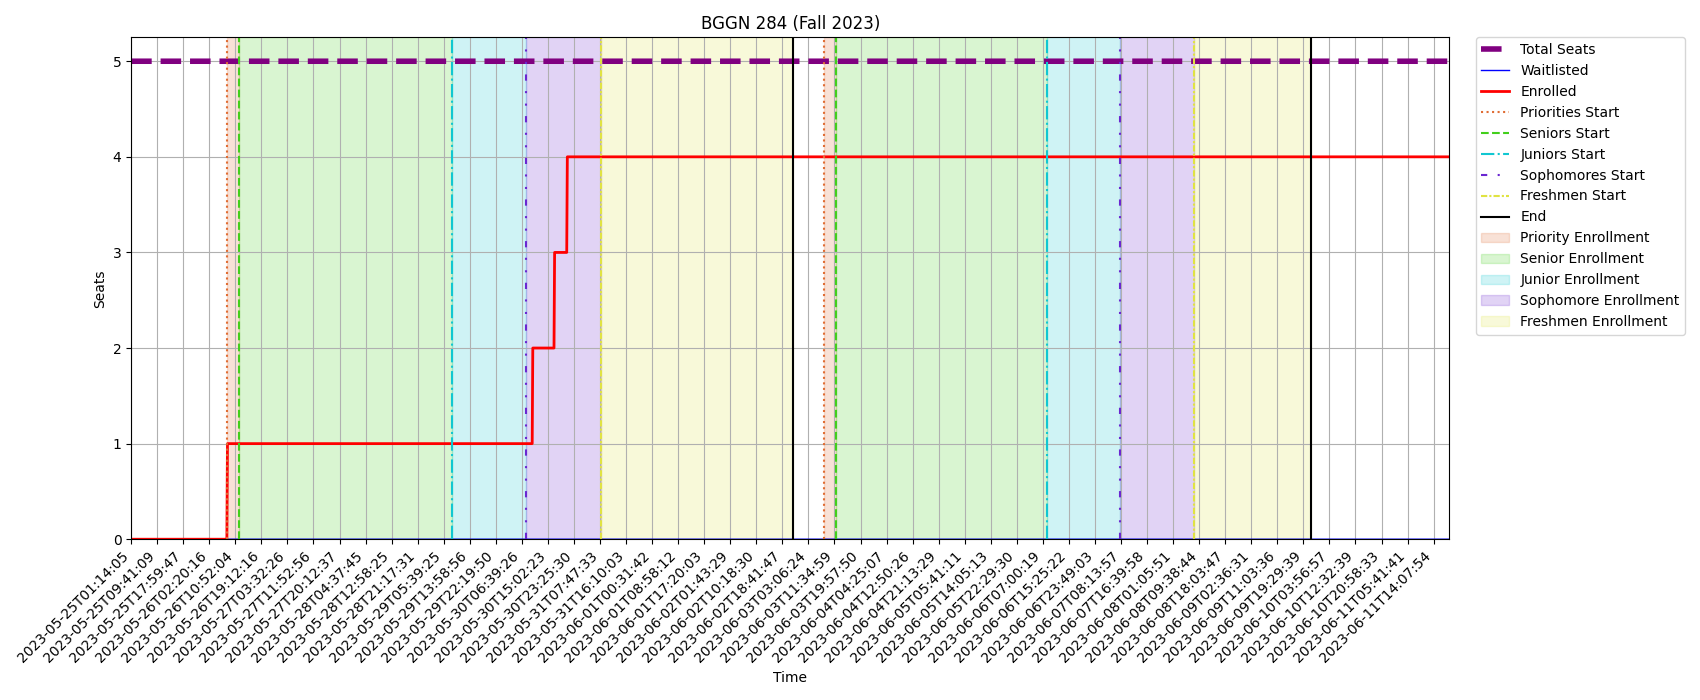 BGGN 284 (Fall 2023)
Seats
5
4
3
2
1
0
2023-05-25T01:14:05
2023-05-25T09:41:09
2023-05-25T17:59:47
2023-05-26T02:20:16
2023-05-26T10:52:04
2023-05-26T19:12:16
2023-05-27T03:32:26
2023-05-27T11:52:56
2023-05-27T20:12:37
2023-05-28T04:37:45
2023-05-28T12:58:25
2023-05-28T21:17:31
2023-05-29T05:39:25
2023-05-29T13:58:56
2023-05-29T22:19:50
2023-05-30T06:39:26
2023-05-30T15:02:23
2023-05-30T23:25:30
2023-05-31T07:47:33
2023-05-31T16:10:03
2023-06-01T00:31:42
2023-06-01T08:58:12
2023-06-01T17:20:03
2023-06-02T01:43:29
2023-06-02T10:18:30
2023-06-02T18:41:47
2023-06-03T03:06:24
2023-06-03T11:34:59
2023-06-03T19:57:50
2023-06-04T04:25:07
2023-06-04T12:50:26
2023-06-04T21:13:29
2023-06-05T05:41:11
2023-06-05T14:05:13
2023-06-05T22:29:30
2023-06-06T07:00:19
2023-06-06T15:25:22
2023-06-06T23:49:03
2023-06-07T08:13:57
2023-06-07T16:39:58
2023-06-08T01:05:51
2023-06-08T09:38:44
2023-06-08T18:03:47
2023-06-09T02:36:31
2023-06-09T11:03:36
2023-06-09T19:29:39
2023-06-10T03:56:57
2023-06-10T12:32:39
2023-06-10T20:58:33
2023-06-11T05:41:41
2023-06-11T14:07:54
Time
Total Seats
Waitlisted
Enrolled
Priorities Start
Seniors Start
Juniors Start
Sophomores Start
Freshmen Start
End
Priority Enrollment
Senior Enrollment
Junior Enrollment
Sophomore Enrollment
Freshmen Enrollment